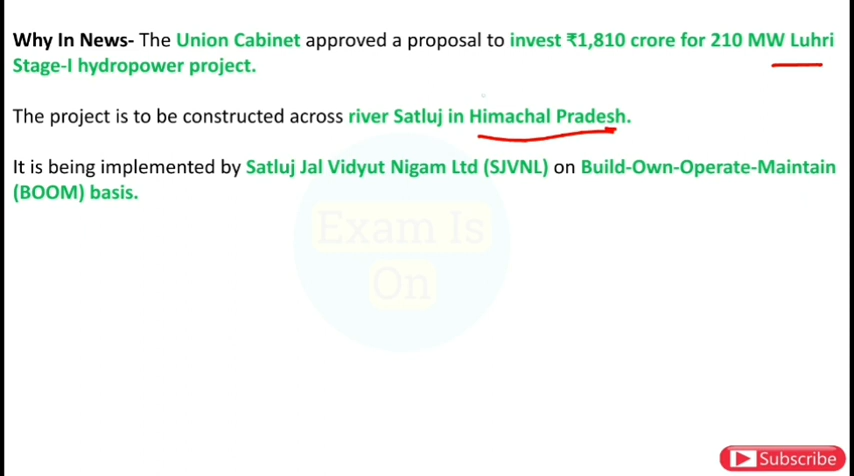 Why In News- The Union Cabinet approved a proposal to invest ₹1,810 crore for 210 MW Luhri
Stage-I hydropower project.
The project is to be constructed across river Satluj in Himachal Pradesh.
It is being implemented by Satluj Jal Vidyut Nigam Ltd (SJVNL) on Build-Own-Operate-Maintain
(BOOM) basis.
Exam Is
On
Subscribe